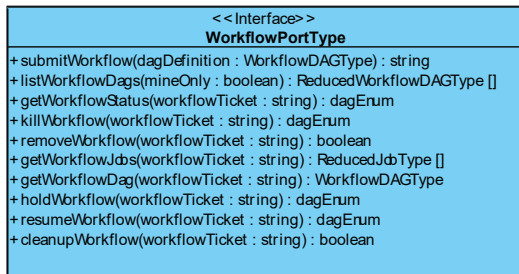 <<Interface>>
WorkflowPortType
+submitWorkflow(dagDefinition : WorkflowDAGType) : string
+listWorkflowDags(mineOnly : boolean) : ReducedWorkflowDAGType []
+getWorkflowStatus(workflowTicket : string) : dagEnum
+killWorkflow(workflowTicket : string) : dagEnum
+removeWorkflow(workflowTicket : string) : boolean
+getWorkflowJobs(workflowTicket : string) : ReducedJobType []
+getWorkflowDag(workflowTicket : string) : WorkflowDAGType
+holdWorkflow(workflowTicket : string) : dagEnum
+resumeWorkflow(workflowTicket : string) : dagEnum
+cleanupWorkflow(workflowTicket : string) : boolean